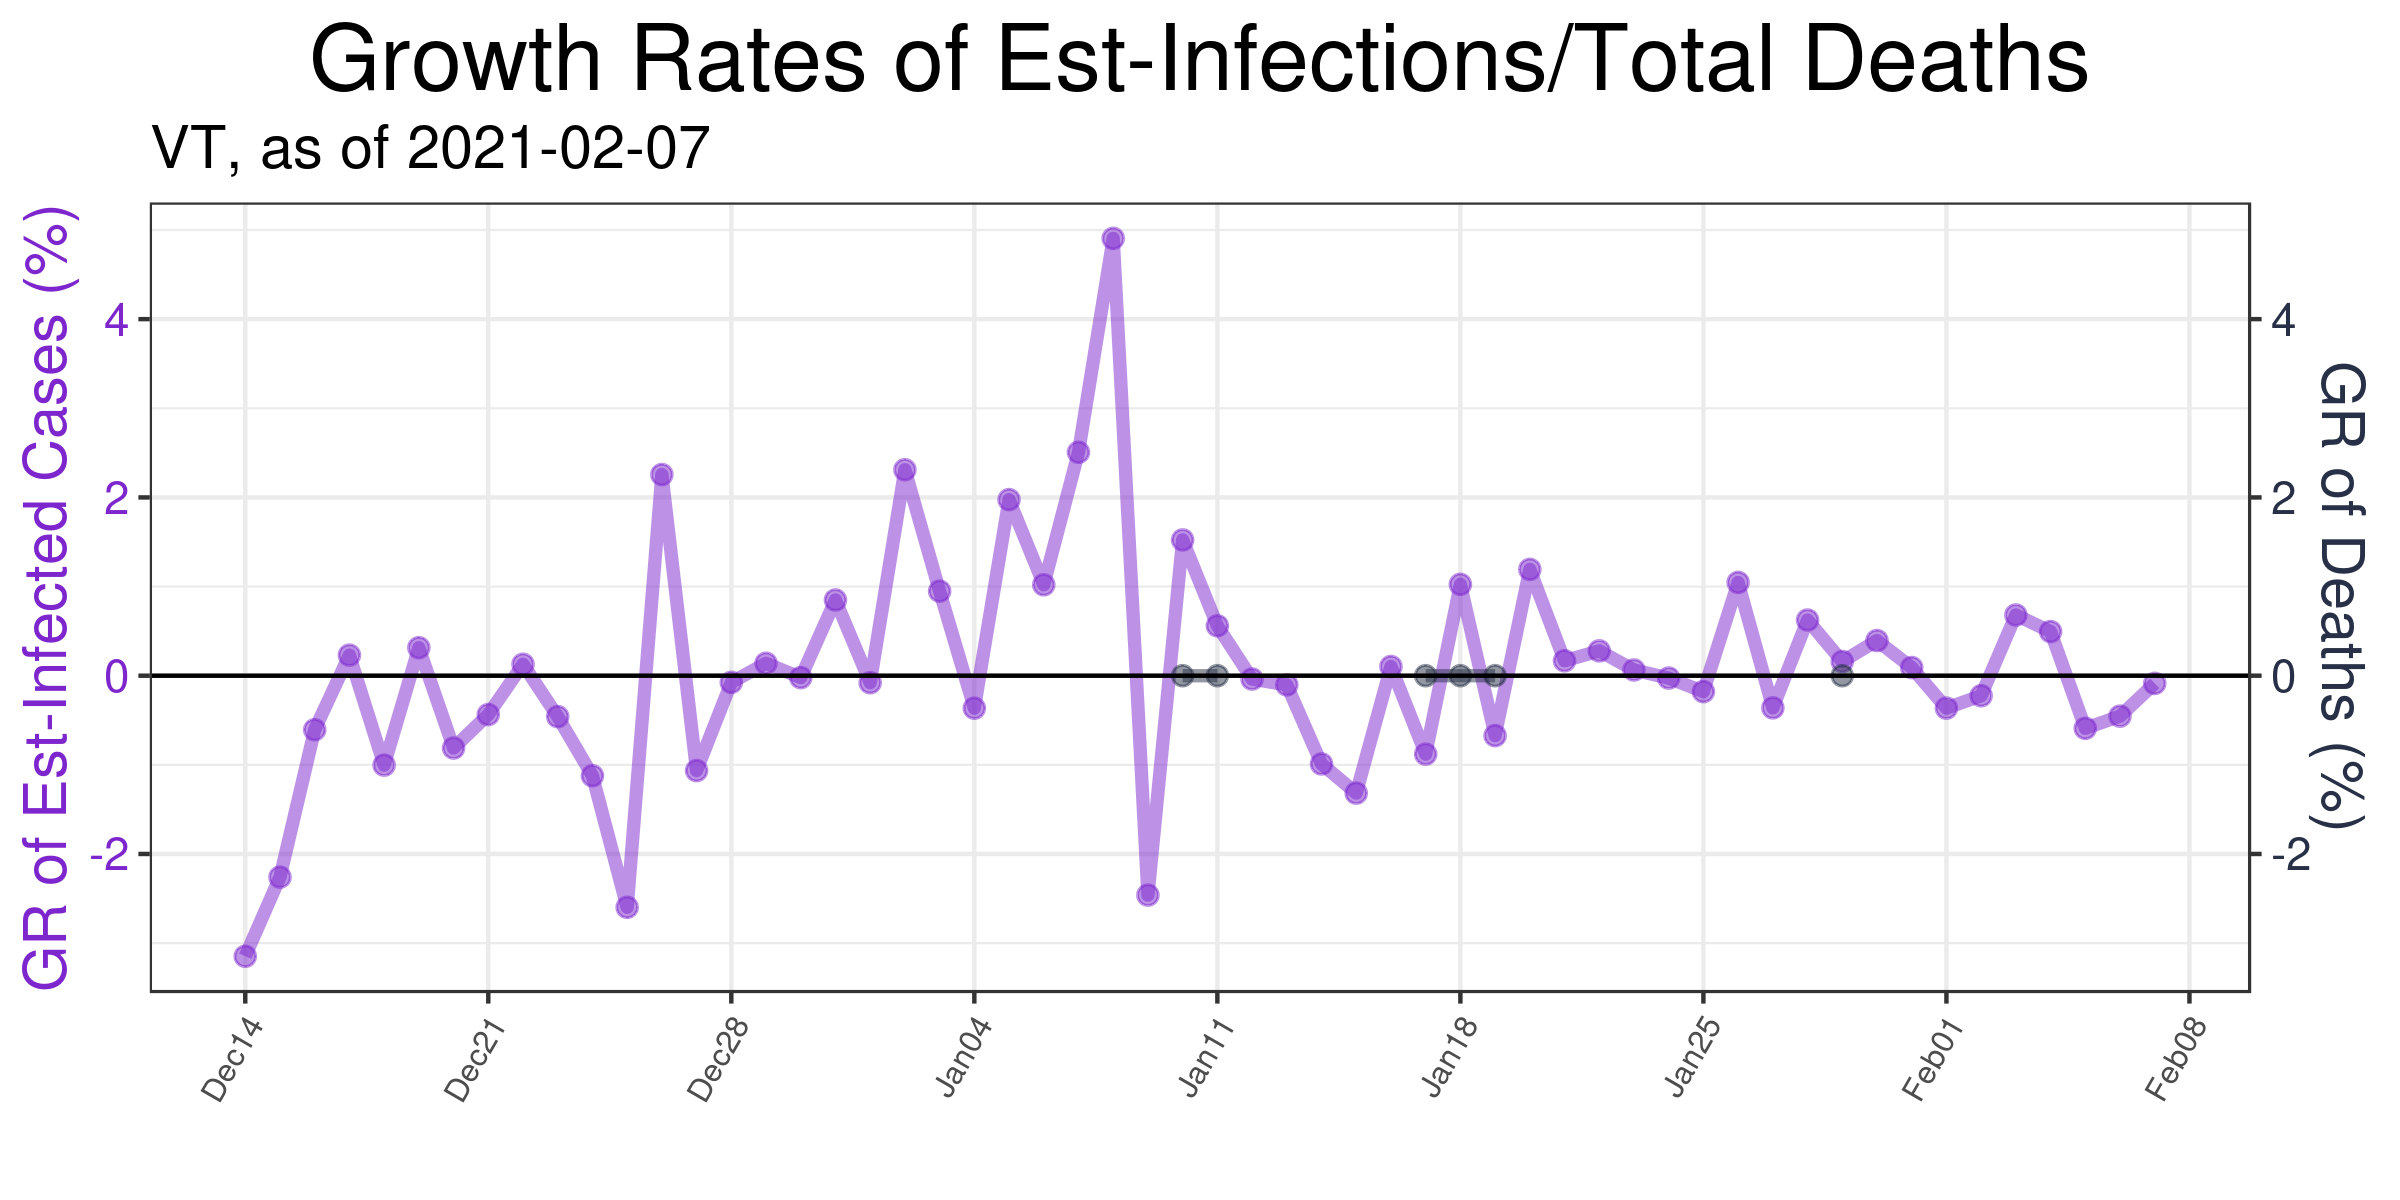 Growth Rates of Est-Infections/Total Deaths
VT, as of 2021-02-07
GR of Est-Infected Cases (%)
4
2
0
-2
4
2
0
-2
GR of Deaths (%)
Dec14
Dec21
Dec28
Jan04
Jan11
Jan18
Jan25
Feb01
Feb08